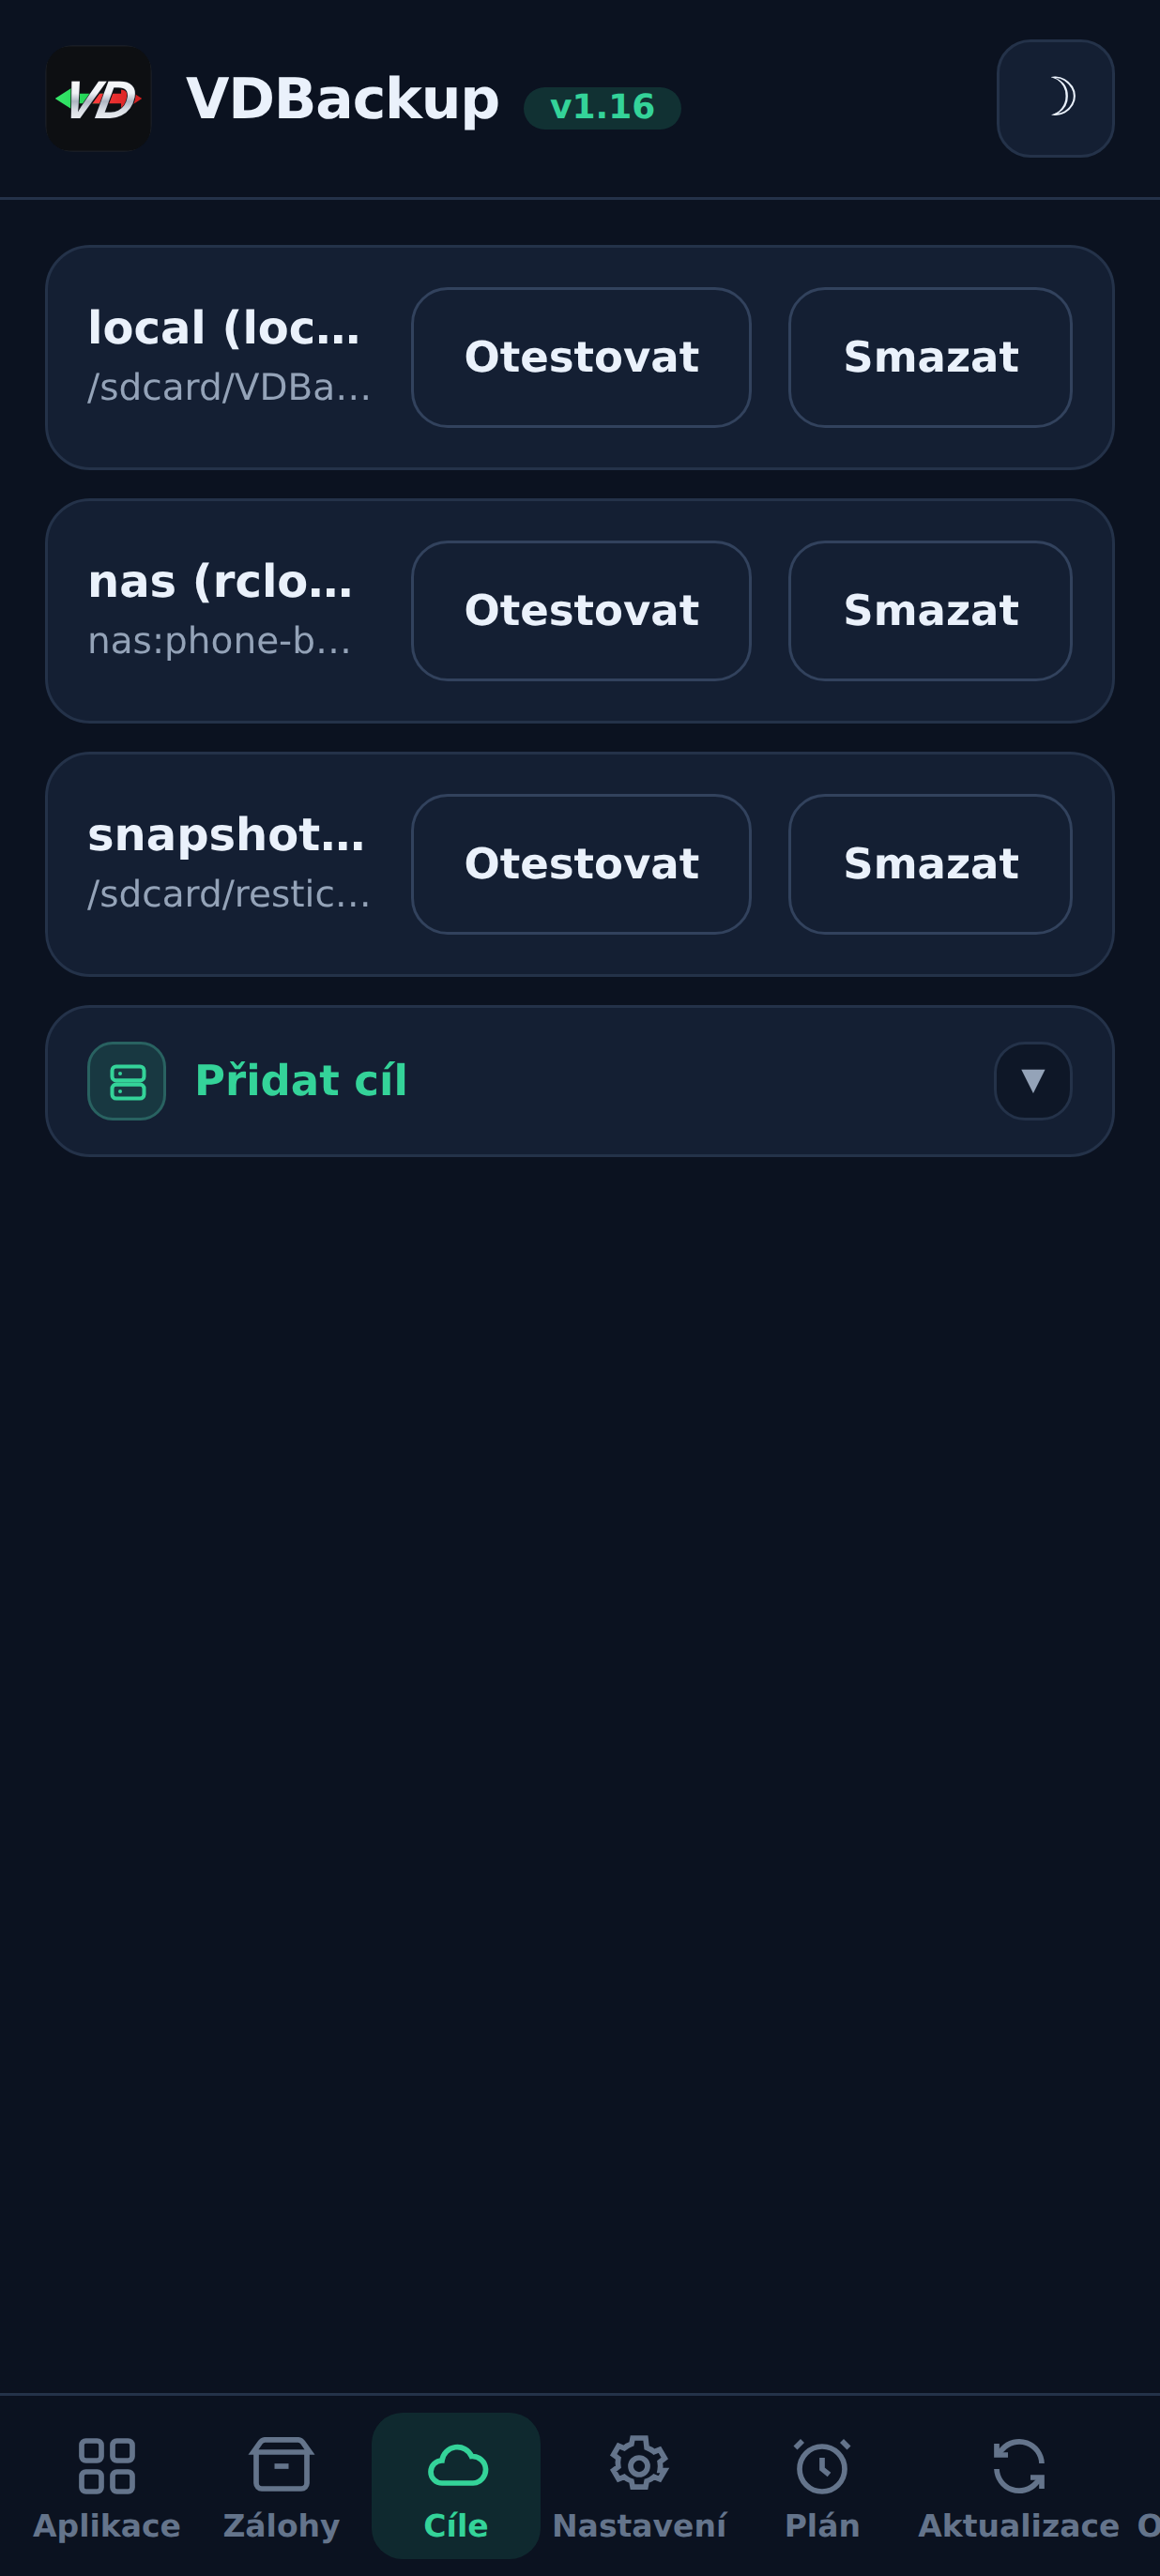 VD
VDBackup v1.16
local (loc...
/sdcard/VDBa...
Otestovat
Smazat
nas (rclo...
nas:phone-b...
Otestovat
Smazat
snapshot...
/sdcard/restic...
Otestovat
Smazat
Přidat cíl
Aplikace
Zálohy
Cíle
Nastavení
Plán
Aktualizace